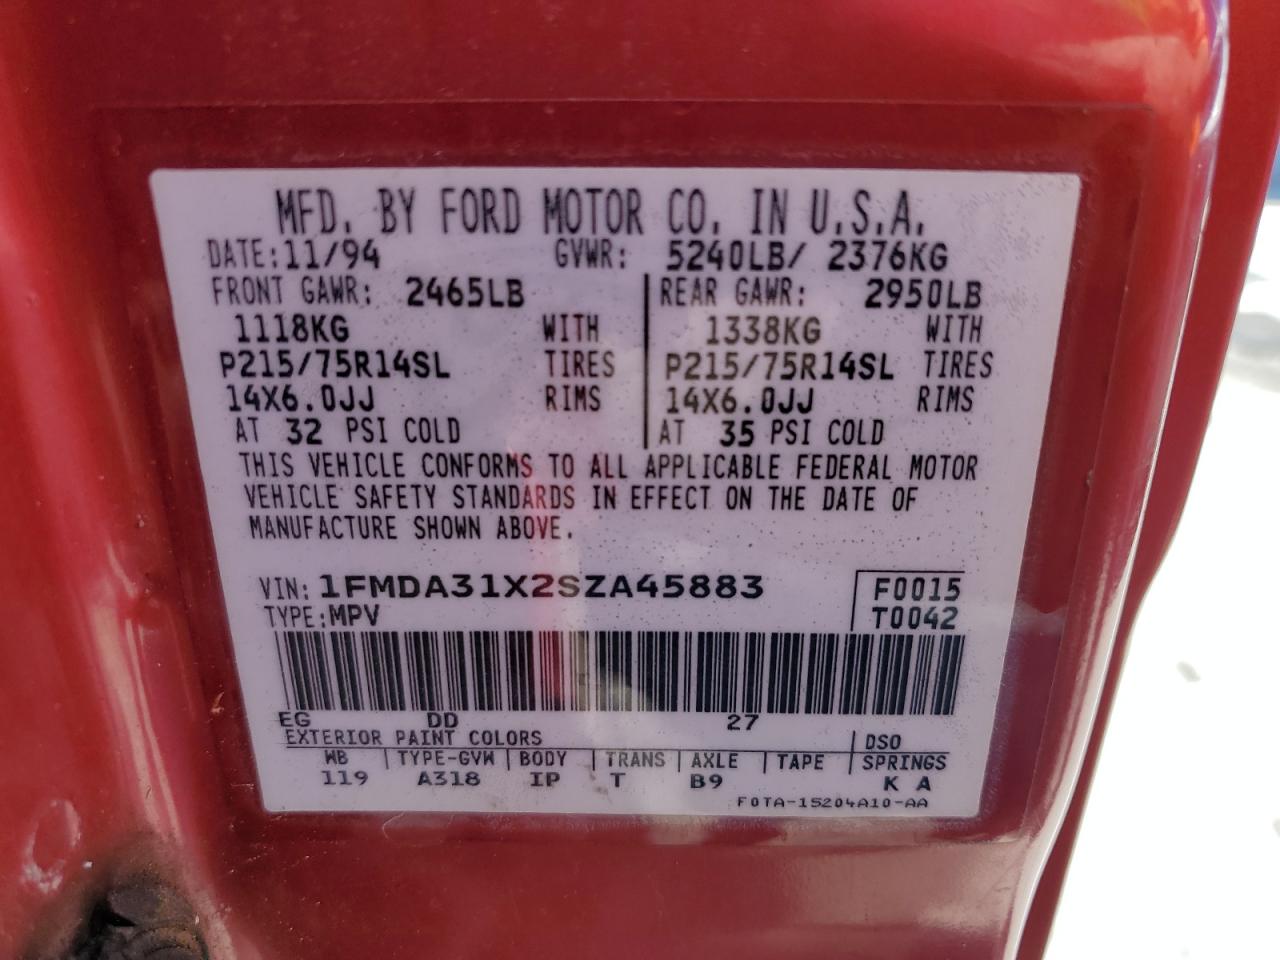 MFD. BY FORD MOTOR CO. IN U.S.A.
DATE: 11/94 GVWR: 5240LB/ 2376KG
FRONT GAWR: 2465LB REAR GAWR: 2950LB
1118KG WITH 1338KG WITH
P215/75R14SL TIRES P215/75R14SL TIRES
14X6.0JJ RIMS 14X6.0JJ RIMS
AT 32 PSI COLD AT 35 PSI COLD
THIS VEHICLE CONFORMS TO ALL APPLICABLE FEDERAL MOTOR
VEHICLE SAFETY STANDARDS IN EFFECT ON THE DATE OF
MANUFACTURE SHOWN ABOVE.
VIN: 1FMDA31X2SZA45883 F0015
TYPE: MPV T0042
EG DD 27
EXTERIOR PAINT COLORS DSO
WB TYPE-GVW BODY TRANS AXLE TAPE SPRINGS
119 A318 IP T B9 K A
F0TA-15204A10-AA